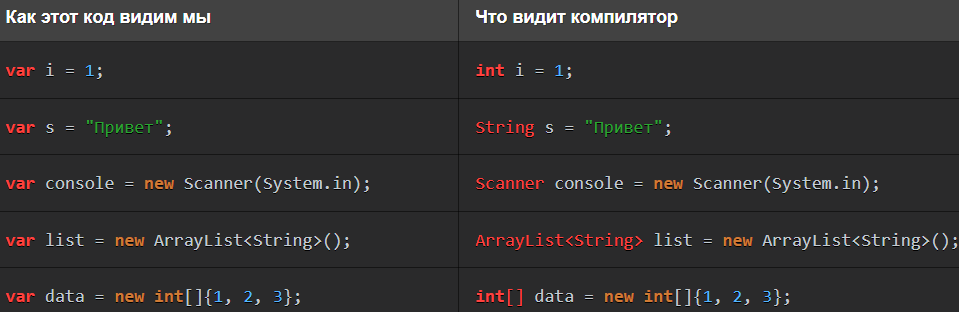 Как этот код видим мы Что видит компилятор
var i = 1; int i = 1;
var s = "Привет"; String s = "Привет";
var console = new Scanner(System.in); Scanner console = new Scanner(System.in);
var list = new ArrayList<String>(); ArrayList<String> list = new ArrayList<String>();
var data = new int[]{1, 2, 3}; int[] data = new int[]{1, 2, 3};